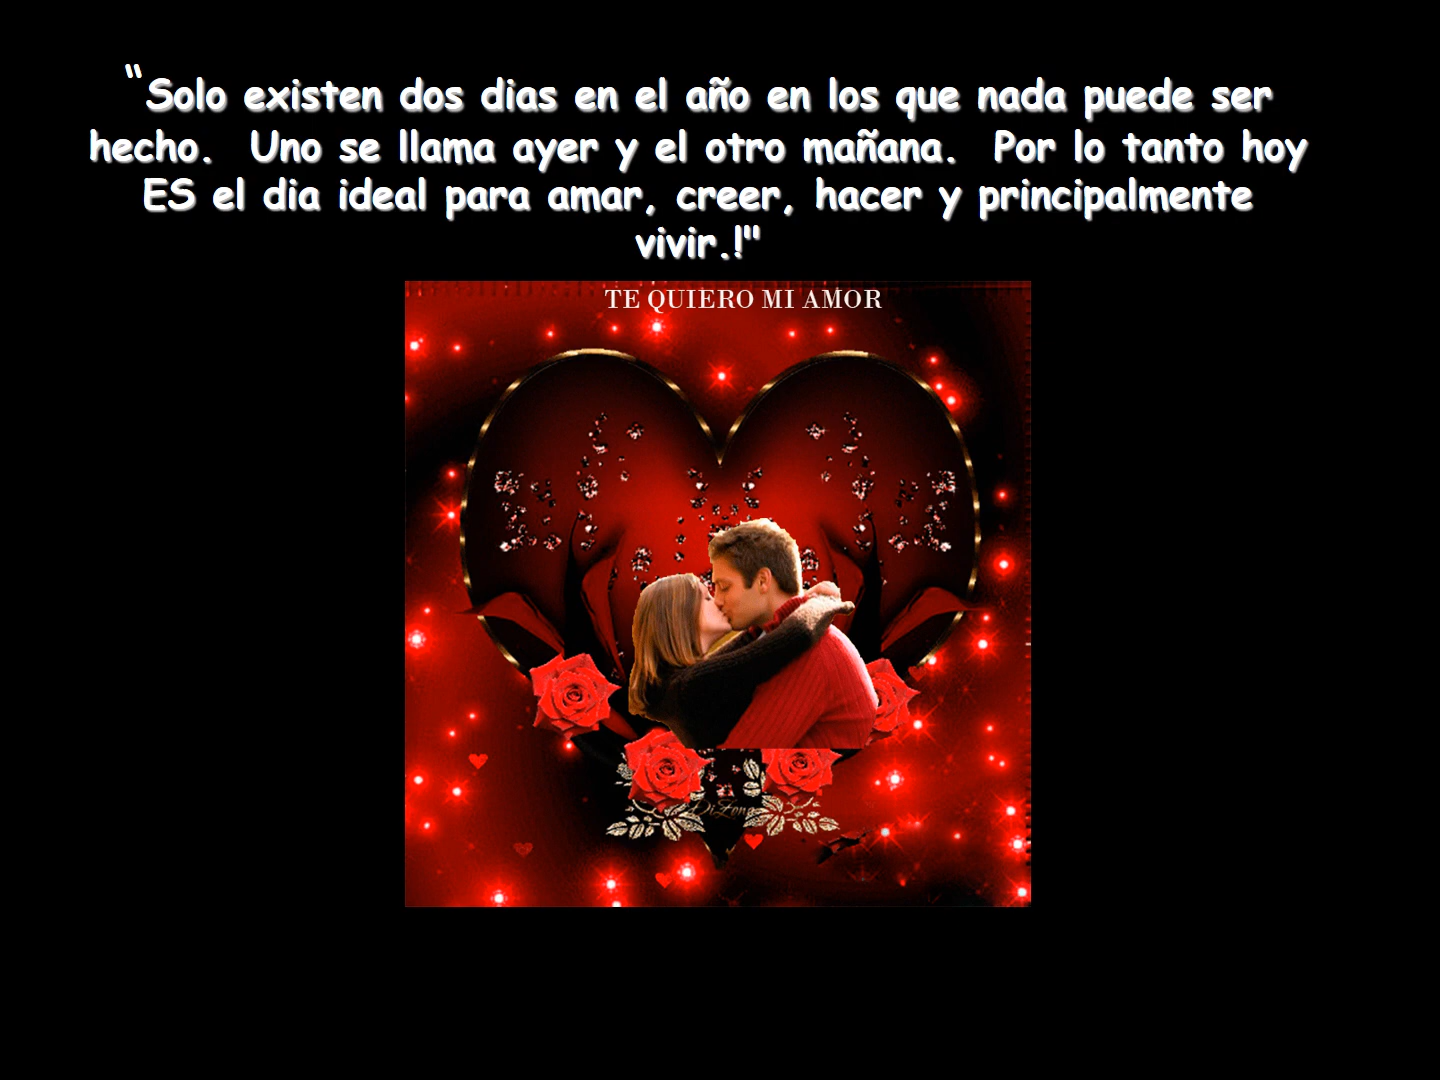 “Solo existen dos dias en el año en los que nada puede ser
hecho.  Uno se llama ayer y el otro mañana.  Por lo tanto hoy
ES el dia ideal para amar, creer, hacer y principalmente
vivir.!"
TE QUIERO MI AMOR